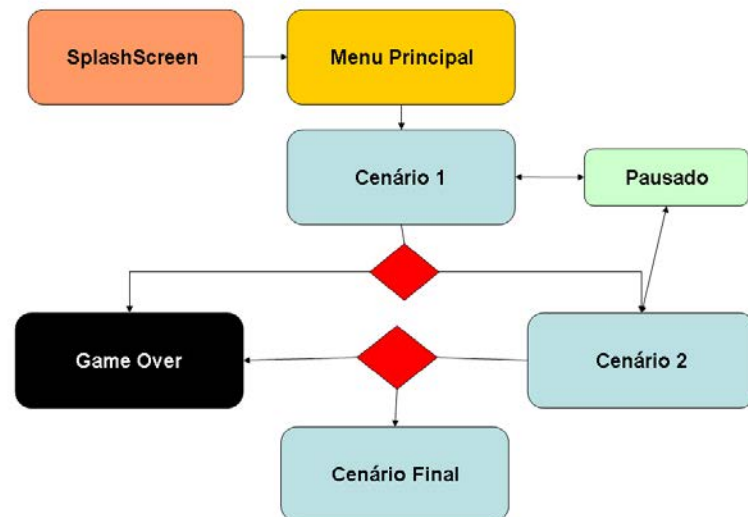 SplashScreen
Menu Principal
Cenário 1
Pausado
Game Over
Cenário 2
Cenário Final